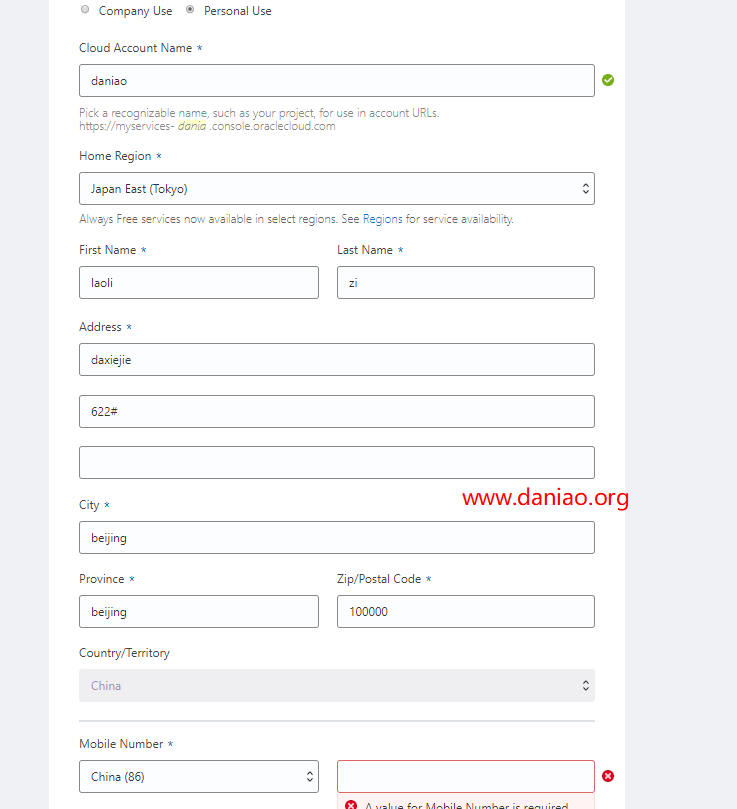 Company Use Personal Use
Cloud Account Name *
daniao
Pick a recognizable name, such as your project, for use in account URLs.
https://myservices- dania .console.oraclecloud.com
Home Region *
Japan East (Tokyo)
Always Free services now available in select regions. See Regions for service availability.
First Name * Last Name *
laoli zi
Address *
daxiejie
622#
www.daniao.org
City *
beijing
Province * Zip/Postal Code *
beijing 100000
Country/Territory
China
Mobile Number *
China (86)
A value for Mobile Number is required